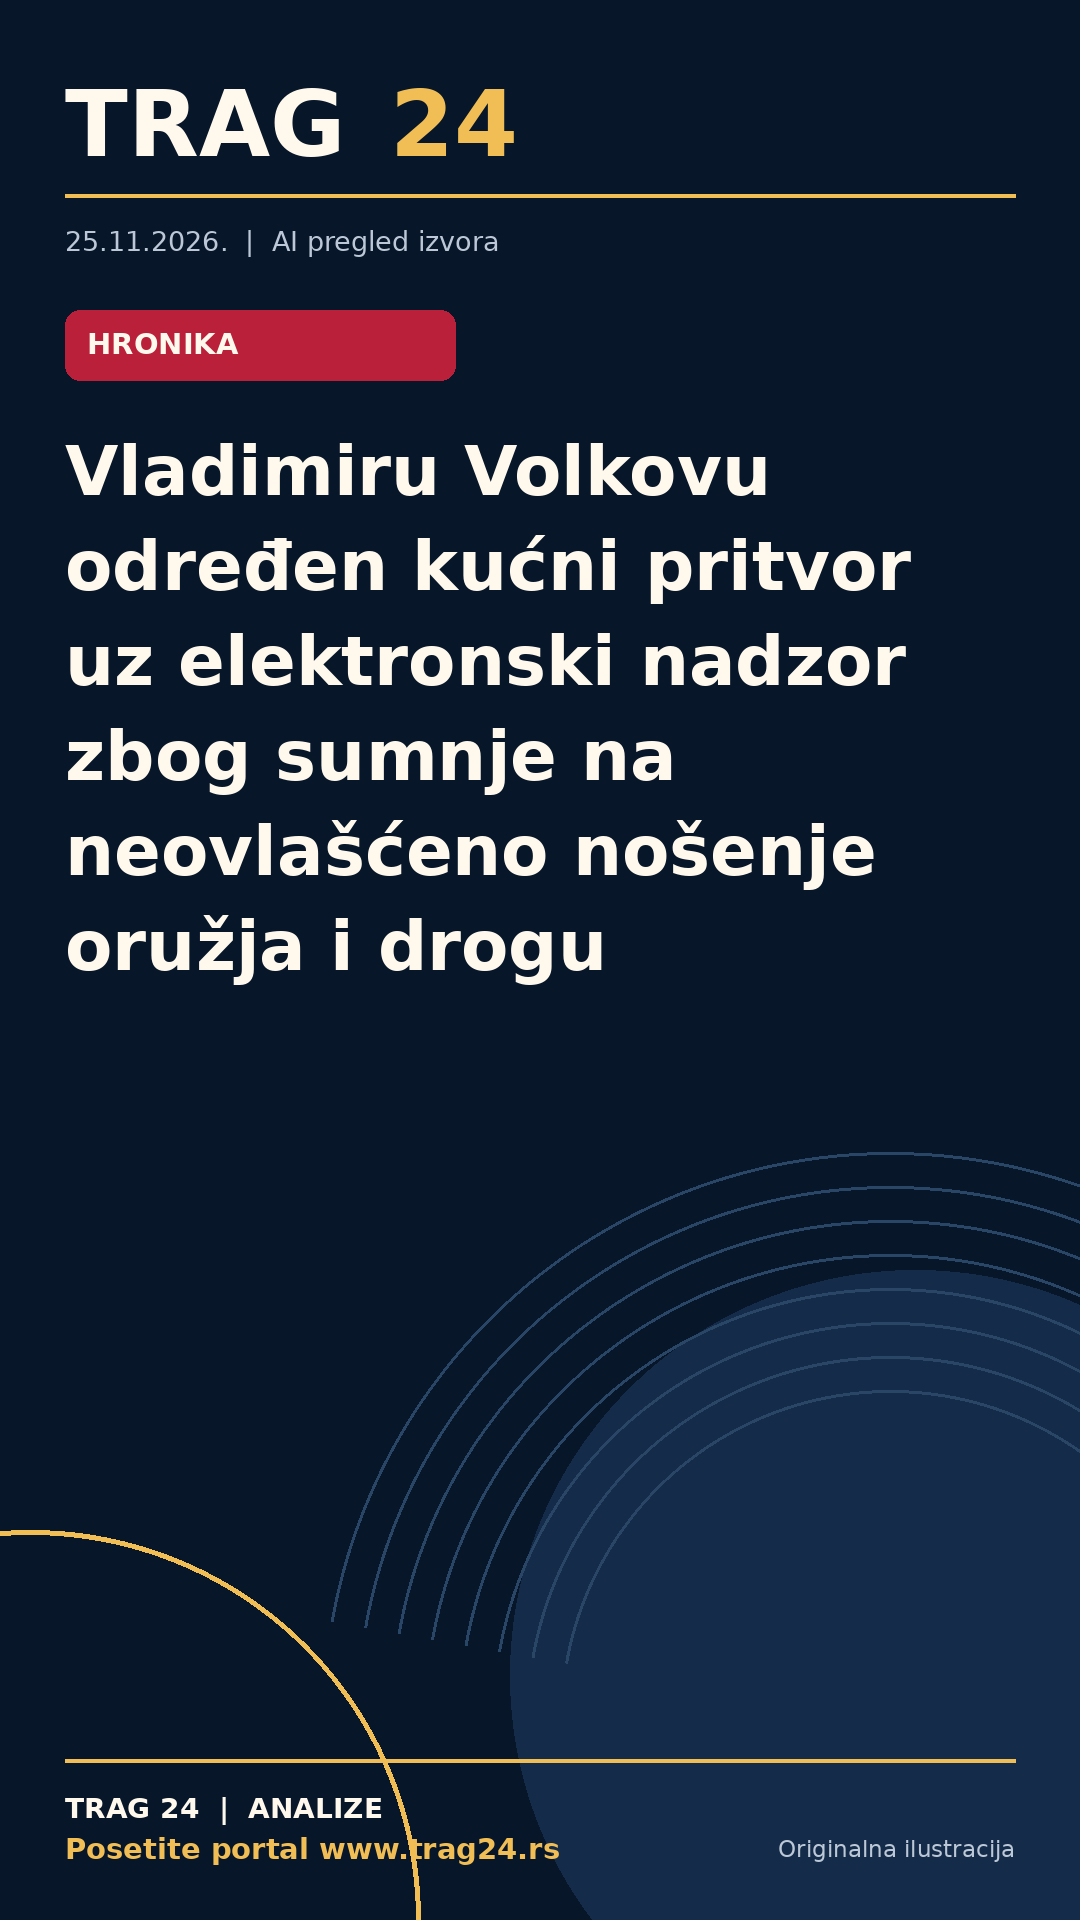 TRAG 24
25.11.2026. | AI pregled izvora
HRONIKA
Vladimiru Volkovu
određen kućni pritvor
uz elektronski nadzor
zbog sumnje na
neovlašćeno nošenje
oružja i drogu
TRAG 24 | ANALIZE
Posetite portal www.trag24.rs
Originalna ilustracija